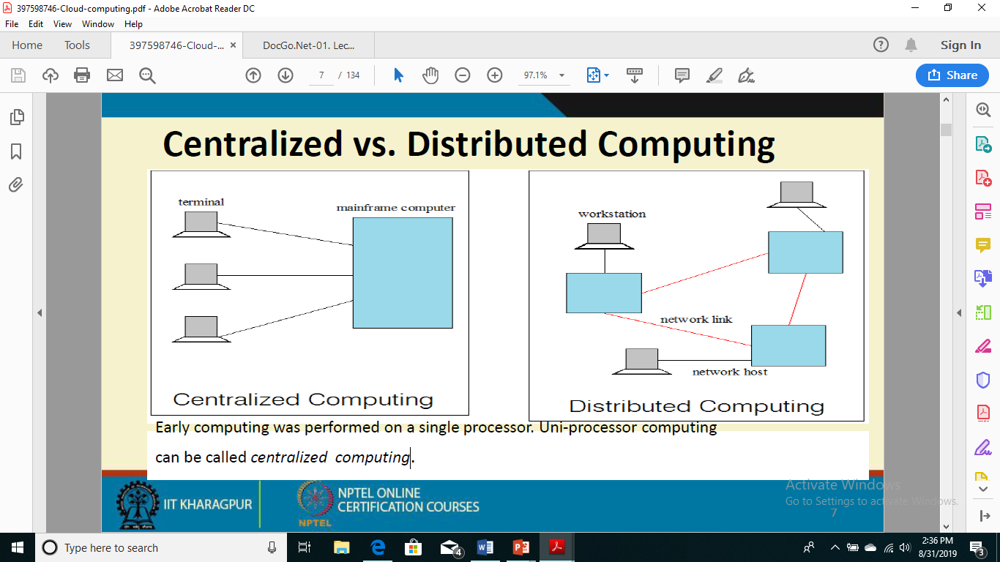 397598746-Cloud-computing.pdf - Adobe Acrobat Reader DC
File Edit View Window Help
Home Tools 397598746-Cloud-... × DocGo.Net-01. Lec... Sign In
7 / 134 97.1% Share
Centralized vs. Distributed Computing
terminal
mainframe computer
Centralized Computing
workstation
network link
network host
Distributed Computing
Early computing was performed on a single processor. Uni-processor computing
can be called centralized computing.
IIT KHARAGPUR
NPTEL
NPTEL ONLINE
CERTIFICATION COURSES
Activate Windows
Go to Settings to activate Windows.
7
Type here to search
4
2:36 PM
8/31/2019
3